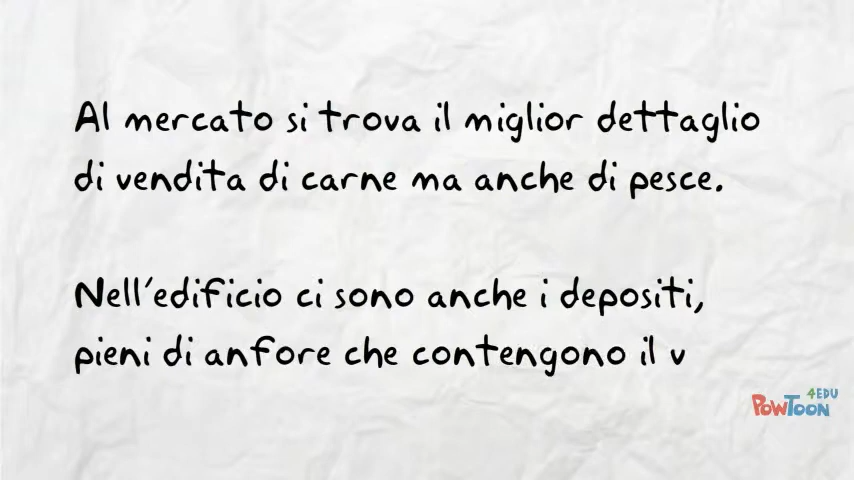 Al mercato si trova il miglior dettaglio
di vendita di carne ma anche di pesce.
Nell'edificio ci sono anche i depositi,
pieni di anfore che contengono il v
4EDU
PowToon